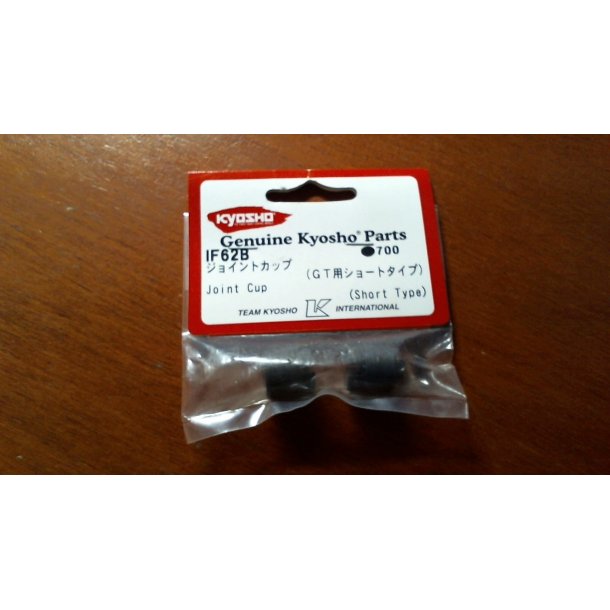 KYOSHO
Genuine Kyosho® Parts
IF62B ●700
ジョイントカップ (GT用ショートタイプ)
Joint Cup (Short Type)
TEAM KYOSHO K INTERNATIONAL